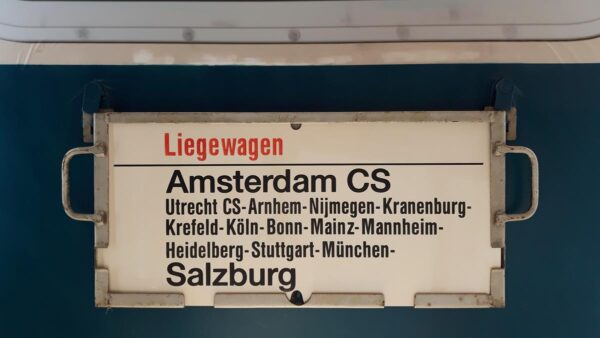 Liegewagen
Amsterdam CS
Utrecht CS-Arnhem-Nijmegen-Kranenburg-
Krefeld-Köln-Bonn-Mainz-Mannheim-
Heidelberg-Stuttgart-München-
Salzburg